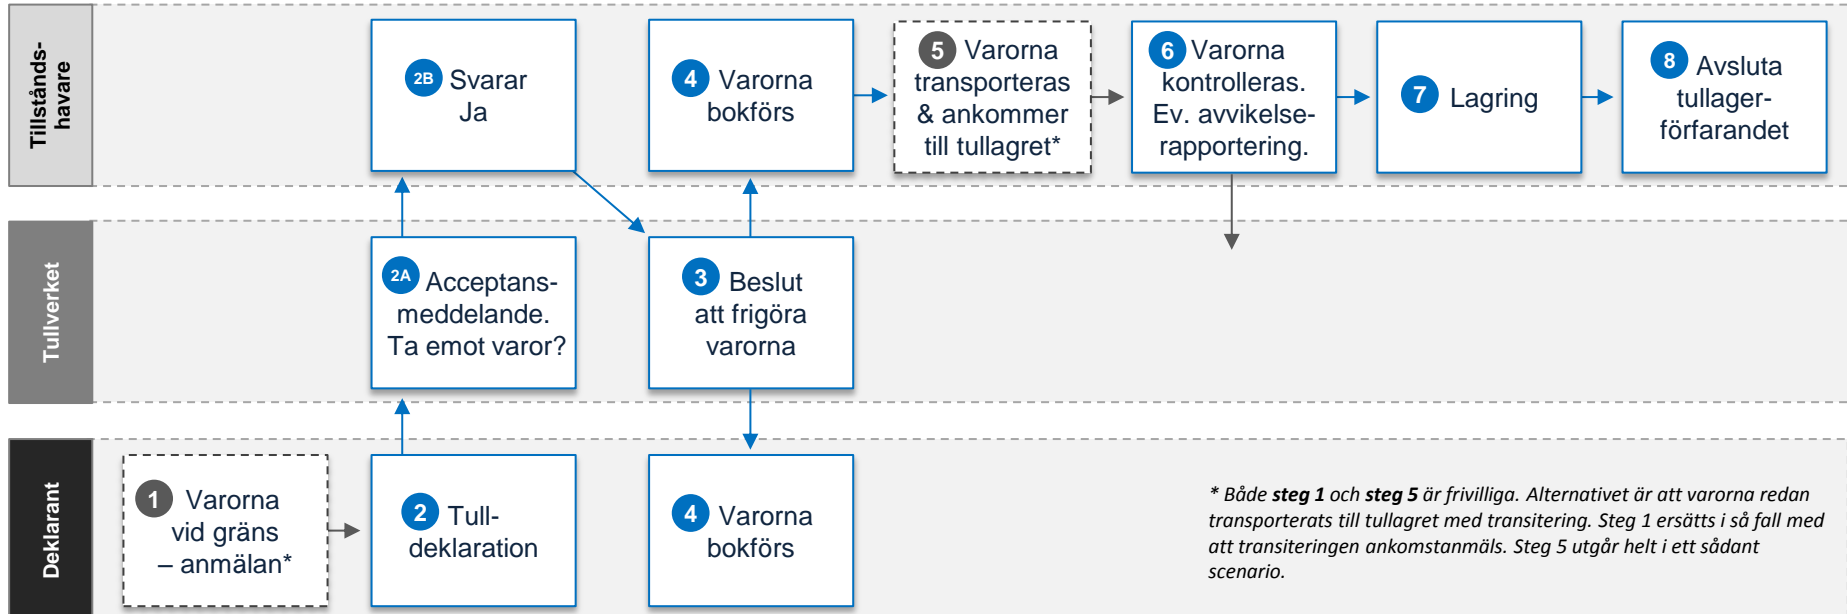 Tillstånds-
havare
2B Svarar
Ja
4 Varorna
bokförs
5 Varorna
transporteras
& ankommer
till tullagret*
6 Varorna
kontrolleras.
Ev. avvikelse-
rapportering.
7 Lagring
8 Avsluta
tullager-
förfarandet
Tullverket
2A Acceptans-
meddelande.
Ta emot varor?
3 Beslut
att frigöra
varorna
Deklarant
1 Varorna
vid gräns
– anmälan*
2 Tull-
deklaration
4 Varorna
bokförs
* Både steg 1 och steg 5 är frivilliga. Alternativet är att varorna redan
transporterats till tullagret med transitering. Steg 1 ersätts i så fall med
att transiteringen ankomstanmäls. Steg 5 utgår helt i ett sådant
scenario.